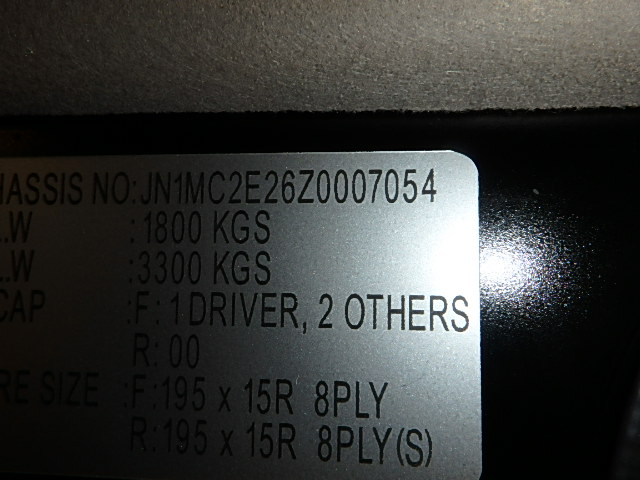 HASSIS NO:JN1MC2E26Z0007054
.W :1800 KGS
.W :3300 KGS
CAP :F:1 DRIVER, 2 OTHERS
R:00
RE SIZE :F:195 x 15R 8PLY
R:195 x 15R 8PLY(S)